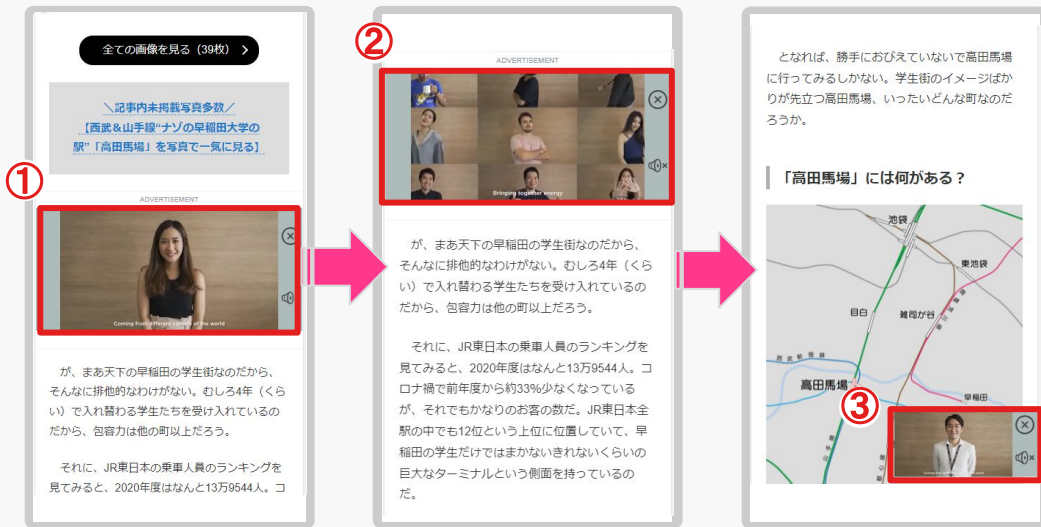 全ての画像を見る（39枚）
＼記事内未掲載写真多数／
【西武＆山手線“ナゾの早稲田大学の
駅”「高田馬場」を写真で一気に見る】
①
ADVERTISEMENT
Coming from different corners of the world
が、まあ天下の早稲田の学生街なのだから、
そんなに排他的なわけがない。むしろ4年（くら
い）で入れ替わる学生たちを受け入れているの
だから、包容力は他の町以上だろう。
それに、JR東日本の乗車人員のランキングを
見てみると、2020年度はなんと13万9544人。コ
②
ADVERTISEMENT
Bringing together energy
が、まあ天下の早稲田の学生街なのだから、
そんなに排他的なわけがない。むしろ4年（くら
い）で入れ替わる学生たちを受け入れているの
だから、包容力は他の町以上だろう。
それに、JR東日本の乗車人員のランキングを
見てみると、2020年度はなんと13万9544人。コ
ロナ禍で前年度から約33%少なくなっている
が、それでもかなりのお客の数だ。JR東日本全
駅の中でも12位という上位に位置していて、早
稲田の学生だけではまかないきれないくらいの
巨大なターミナルという側面を持っているの
だ。
となれば、勝手におびえていないで高田馬場
に行ってみるしかない。学生街のイメージばか
りが先立つ高田馬場、いったいどんな町なのだ
ろうか。
「高田馬場」には何がある？
池袋
東池袋
目白
雑司が谷
西武新宿線
高田馬場
早稲田
③